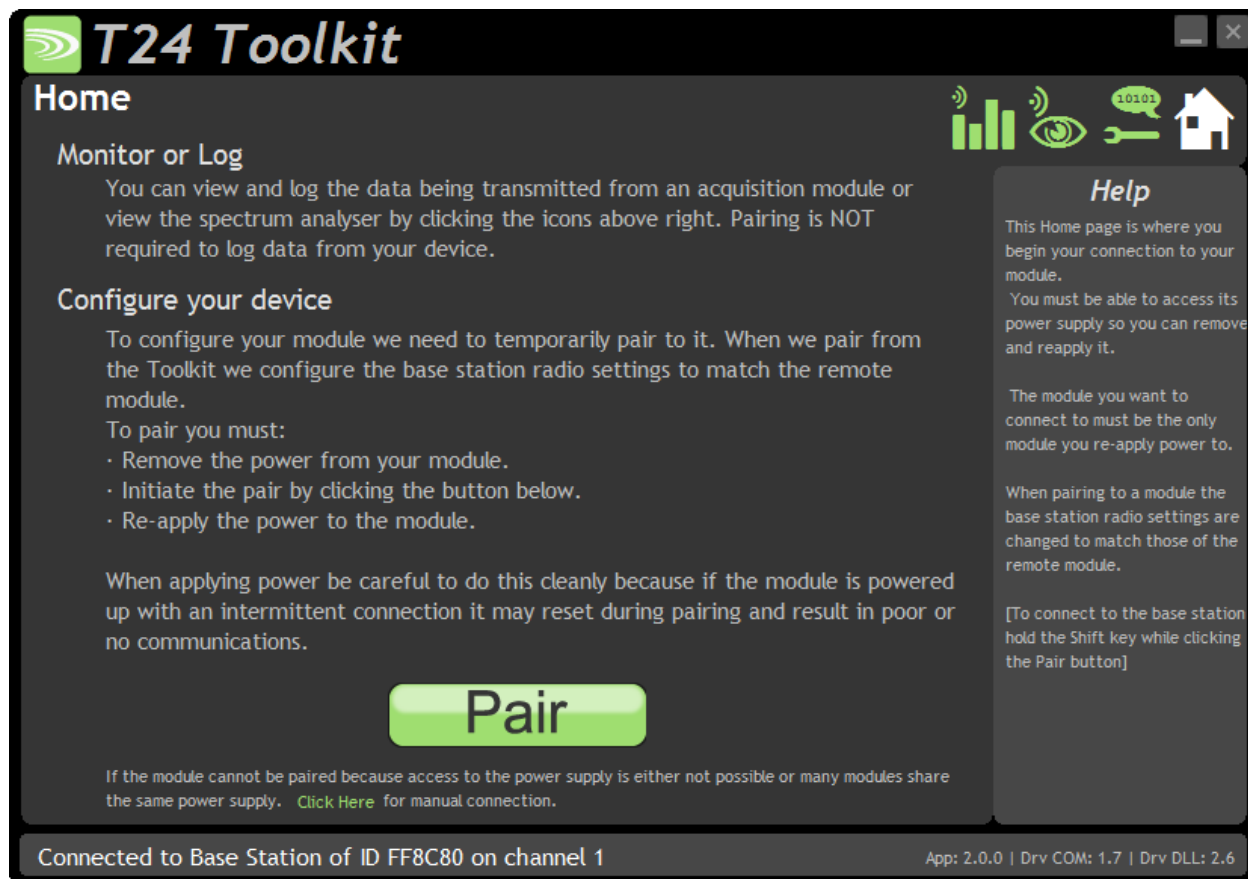 T24 Toolkit
Home
10101
Monitor or Log
You can view and log the data being transmitted from an acquisition module or
view the spectrum analyser by clicking the icons above right. Pairing is NOT
required to log data from your device.
Configure your device
To configure your module we need to temporarily pair to it. When we pair from
the Toolkit we configure the base station radio settings to match the remote
module.
To pair you must:
· Remove the power from your module.
· Initiate the pair by clicking the button below.
· Re-apply the power to the module.
When applying power be careful to do this cleanly because if the module is powered
up with an intermittent connection it may reset during pairing and result in poor or
no communications.
Pair
If the module cannot be paired because access to the power supply is either not possible or many modules share
the same power supply. Click Here for manual connection.
Help
This Home page is where you
begin your connection to your
module.
You must be able to access its
power supply so you can remove
and reapply it.
The module you want to
connect to must be the only
module you re-apply power to.
When pairing to a module the
base station radio settings are
changed to match those of the
remote module.
[To connect to the base station
hold the Shift key while clicking
the Pair button]
Connected to Base Station of ID FF8C80 on channel 1
App: 2.0.0 | Drv COM: 1.7 | Drv DLL: 2.6